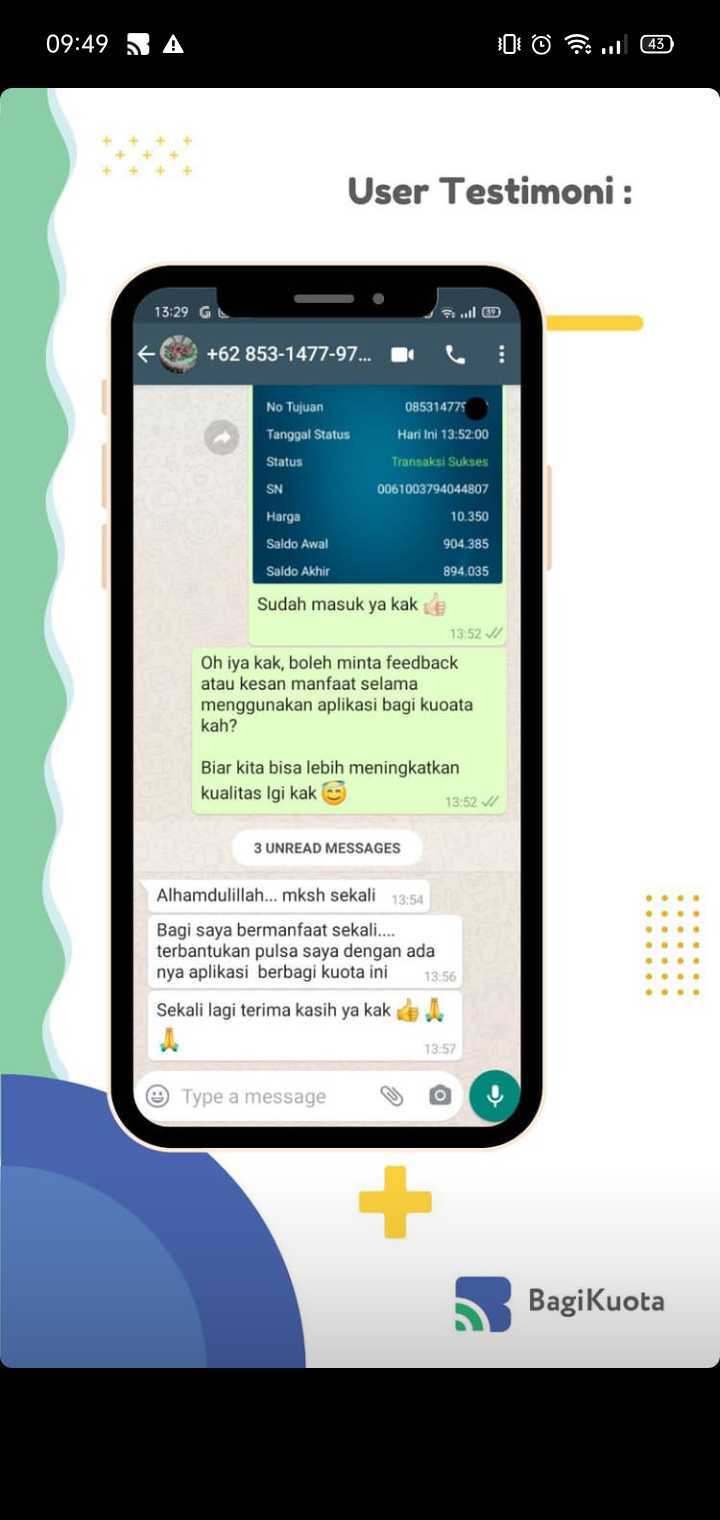 09:49
43
User Testimoni :
13:29 G
39
+62 853-1477-97...
No Tujuan 085314779
Tanggal Status Hari Ini 13:52:00
Status Transaksi Sukses
SN 0061003794044807
Harga 10.350
Saldo Awal 904.385
Saldo Akhir 894.035
Sudah masuk ya kak 👍
13:52
Oh iya kak, boleh minta feedback
atau kesan manfaat selama
menggunakan aplikasi bagi kuoata
kah?
Biar kita bisa lebih meningkatkan
kualitas lgi kak 😇
13:52
3 UNREAD MESSAGES
Alhamdulillah... mksh sekali 13:54
Bagi saya bermanfaat sekali....
terbantukan pulsa saya dengan ada
nya aplikasi berbagi kuota ini 13:56
Sekali lagi terima kasih ya kak 👍🙏
🙏
13:57
Type a message
BagiKuota